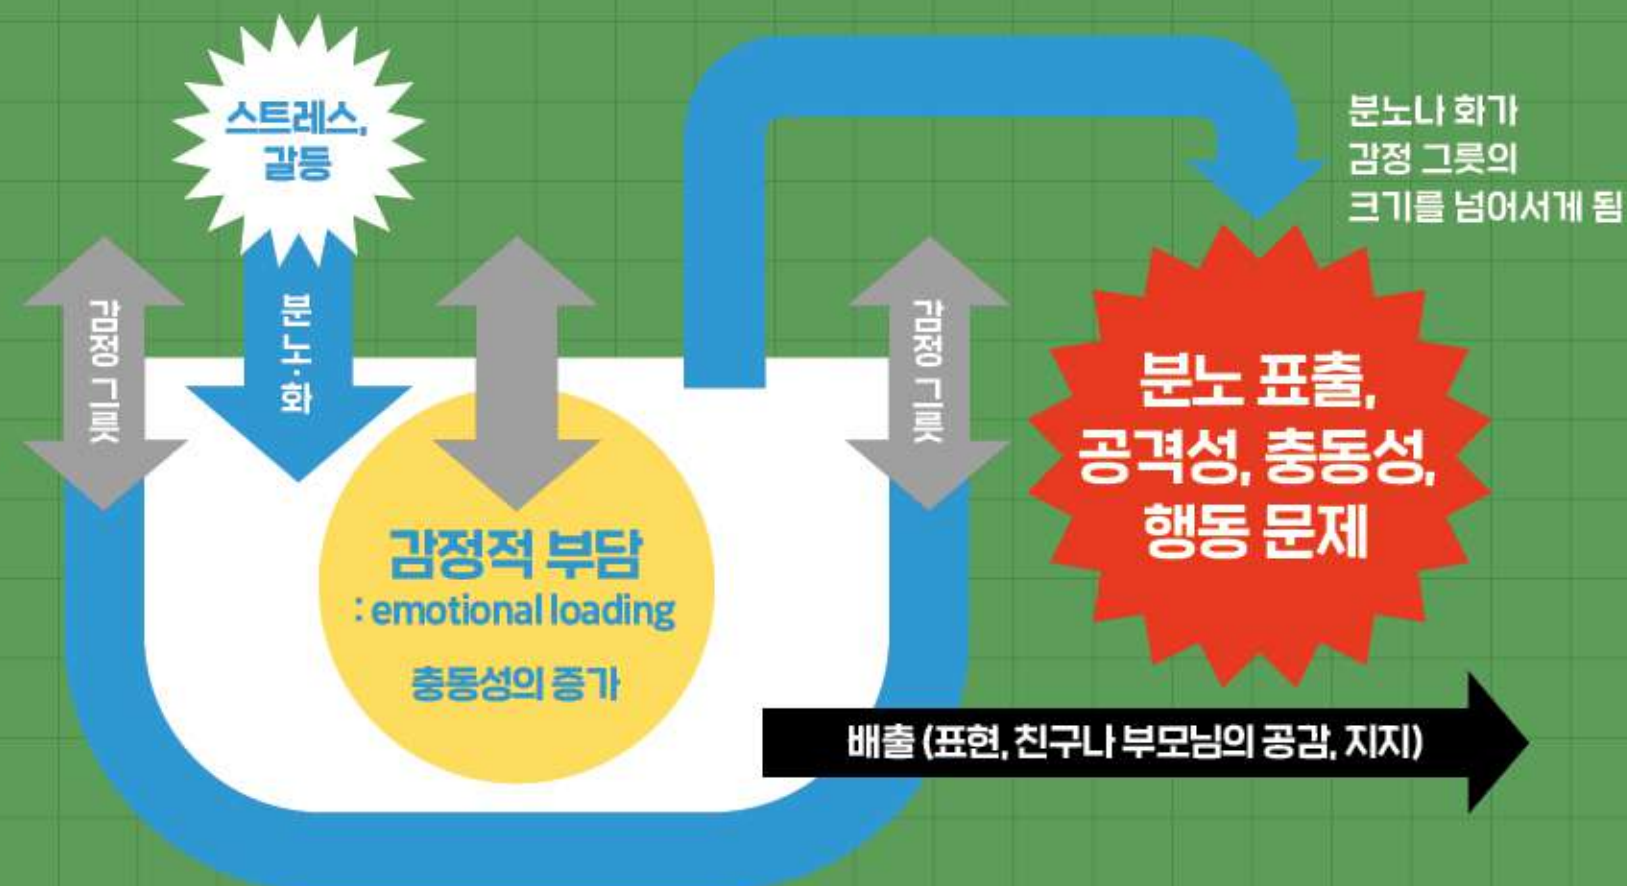 스트레스,
갈등
분노나 화가
감정 그릇의
크기를 넘어서게 됨
감정 그릇
분노·화
감정 그릇
분노 표출,
공격성, 충동성,
행동 문제
감정적 부담
: emotional loading
충동성의 증가
배출 (표현, 친구나 부모님의 공감, 지지)